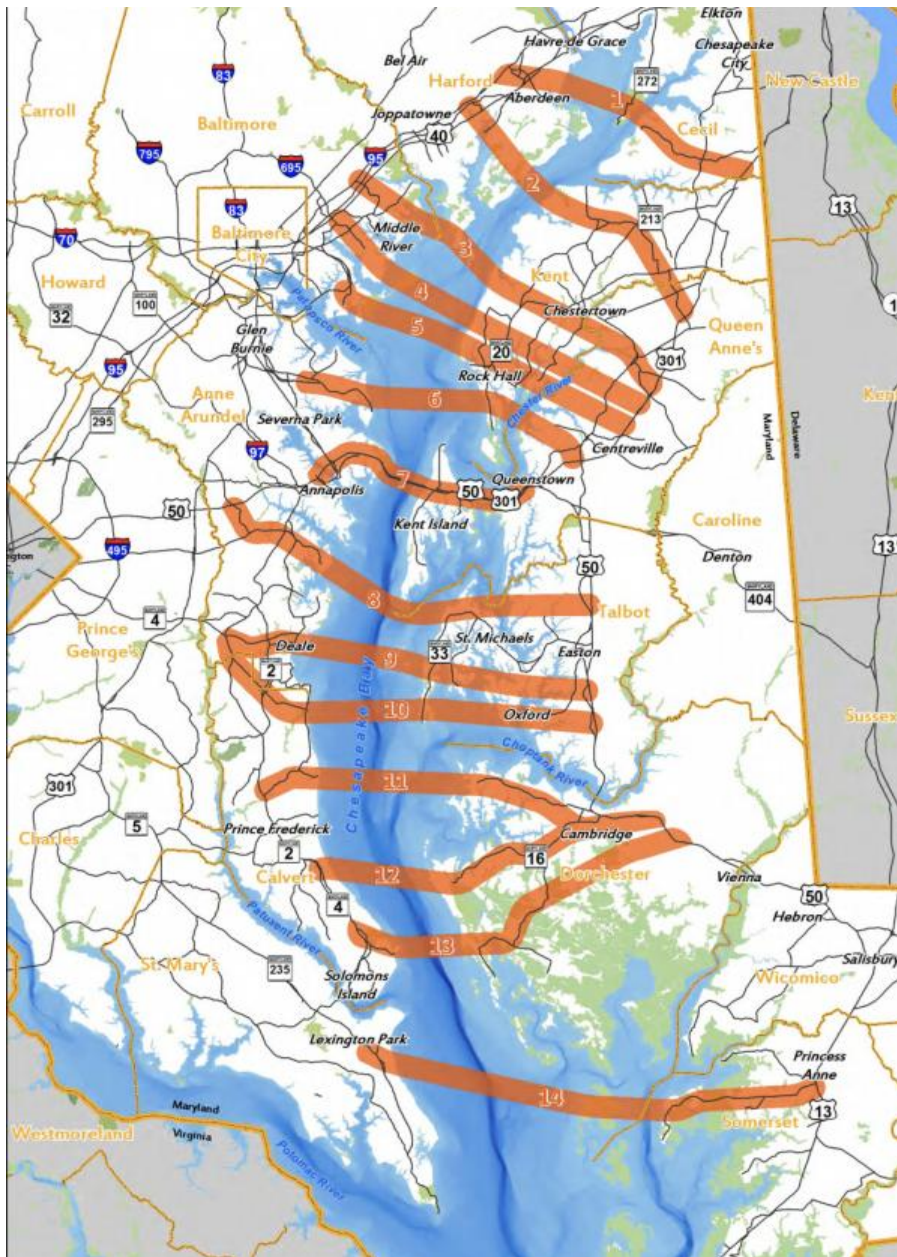 Elkton
Havre de Grace
Chesapeake
City
Bel Air
83
Harford
272
New Castle
Aberdeen
1
Carroll
Joppatowne
Baltimore
40
Cecil
795
695
95
2
83
13
213
70
Baltimore
City
Middle
River
3
Kent
Howard
4
100
Patapsco River
Chestertown
32
5
Queen
Anne's
Glen
Burnie
20
301
95
Rock Hall
Kent
Anne
Arundel
6
Chester River
Maryland
Delaware
295
Severna Park
97
Centreville
7
Queenstown
Annapolis
50
301
50
Kent Island
Caroline
495
50
Denton
13
404
8
Talbot
4
Prince
George's
St. Michaels
Deale
33
Easton
2
9
Chesapeake Bay
10
Oxford
Sussex
Choptank River
301
11
5
Prince Frederick
Charles
Cambridge
2
16
Calvert
12
Dorchester
Vienna
50
4
Hebron
Patuxent River
13
St. Mary's
Salisbury
235
Solomons
Island
Wicomico
Lexington Park
Princess
Anne
14
Maryland
13
Somerset
Westmoreland
Virginia
Potomac River